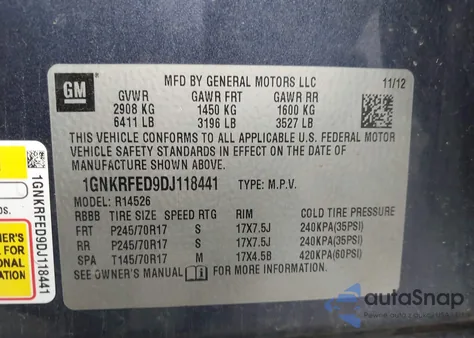 GM
MFD BY GENERAL MOTORS LLC
11/12
GVWR GAWR FRT GAWR RR
2908 KG 1450 KG 1600 KG
6411 LB 3196 LB 3527 LB
THIS VEHICLE CONFORMS TO ALL APPLICABLE U.S. FEDERAL MOTOR
VEHICLE SAFETY STANDARDS IN EFFECT ON THE DATE OF
MANUFACTURE SHOWN ABOVE.
1GNKRFED9DJ118441 TYPE: M.P.V.
MODEL: R14526
RBBB TIRE SIZE SPEED RTG RIM COLD TIRE PRESSURE
FRT P245/70R17 S 17X7.5J 240KPA(35PSI)
RR P245/70R17 S 17X7.5J 240KPA(35PSI)
SPA T145/70R17 M 17X4.5B 420KPA(60PSI)
SEE OWNER'S MANUAL FOR MORE INFORMATION
1GNKRFED9DJ118441
OWNER'S
FOR
ONAL
ATION
autoSnap